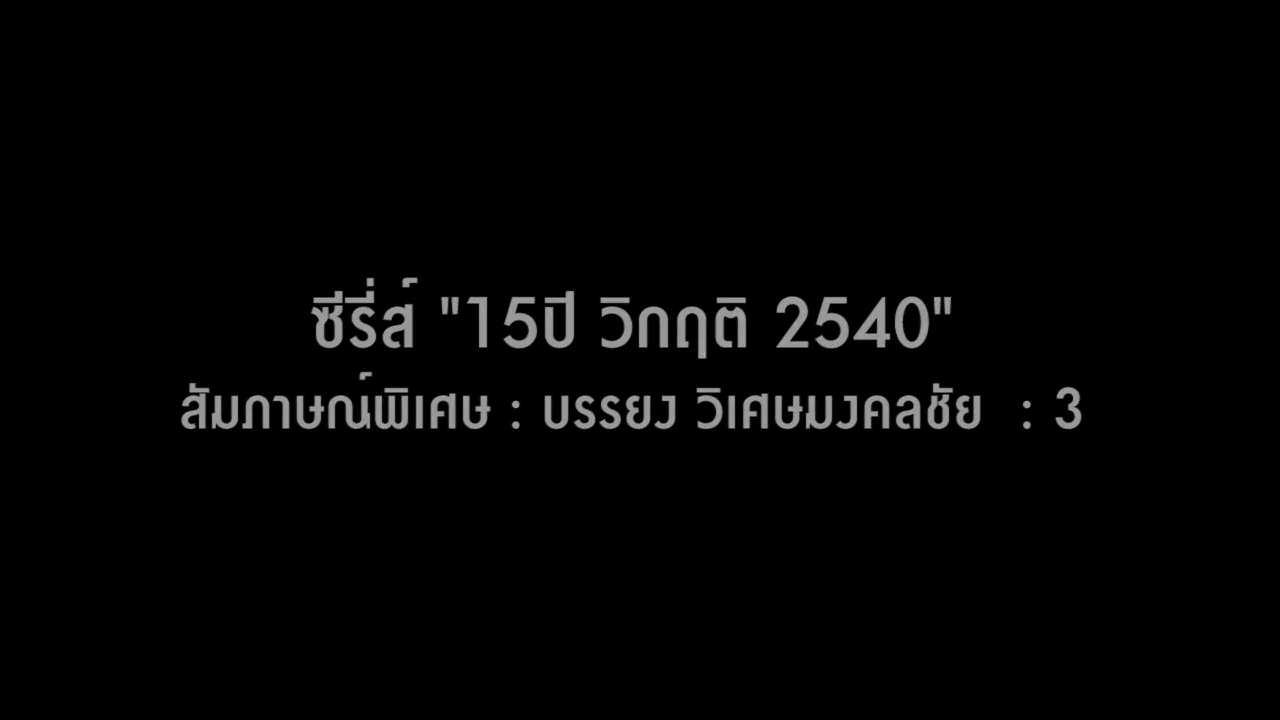 ซีรี่ส์ "15ปี วิกฤติ 2540"
สัมภาษณ์พิเศษ : บรรยง วิเศษมงคลชัย : 3